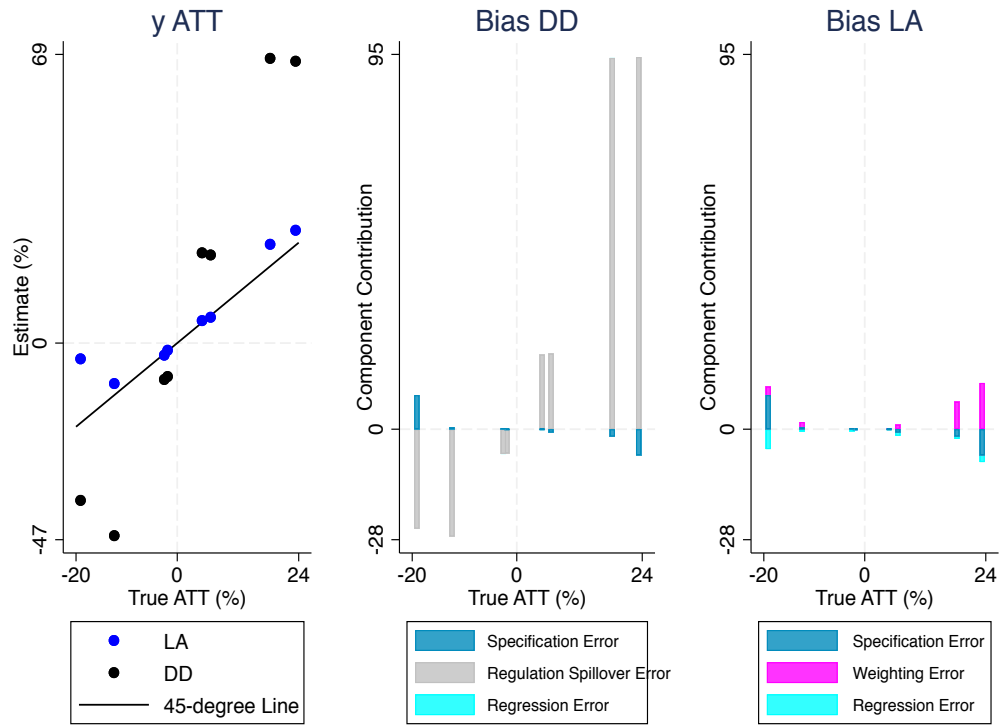 y ATT
Estimate (%)
69
0
-47
-20
0
24
True ATT (%)
LA
DD
45-degree Line
Bias DD
Component Contribution
95
0
-28
-20
0
24
True ATT (%)
Specification Error
Regulation Spillover Error
Regression Error
Bias LA
Component Contribution
95
0
-28
-20
0
24
True ATT (%)
Specification Error
Weighting Error
Regression Error